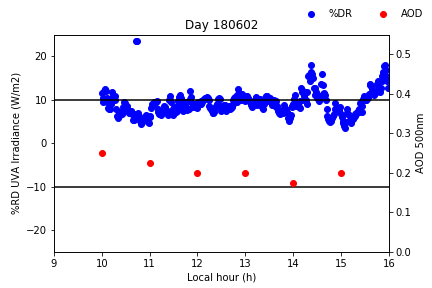 %DR AOD
Day 180602
%RD UVA Irradiance (W/m2)
20
10
0
−10
−20
0.5
0.4
0.3
0.2
0.1
0.0
AOD 500nm
9 10 11 12 13 14 15 16
Local hour (h)